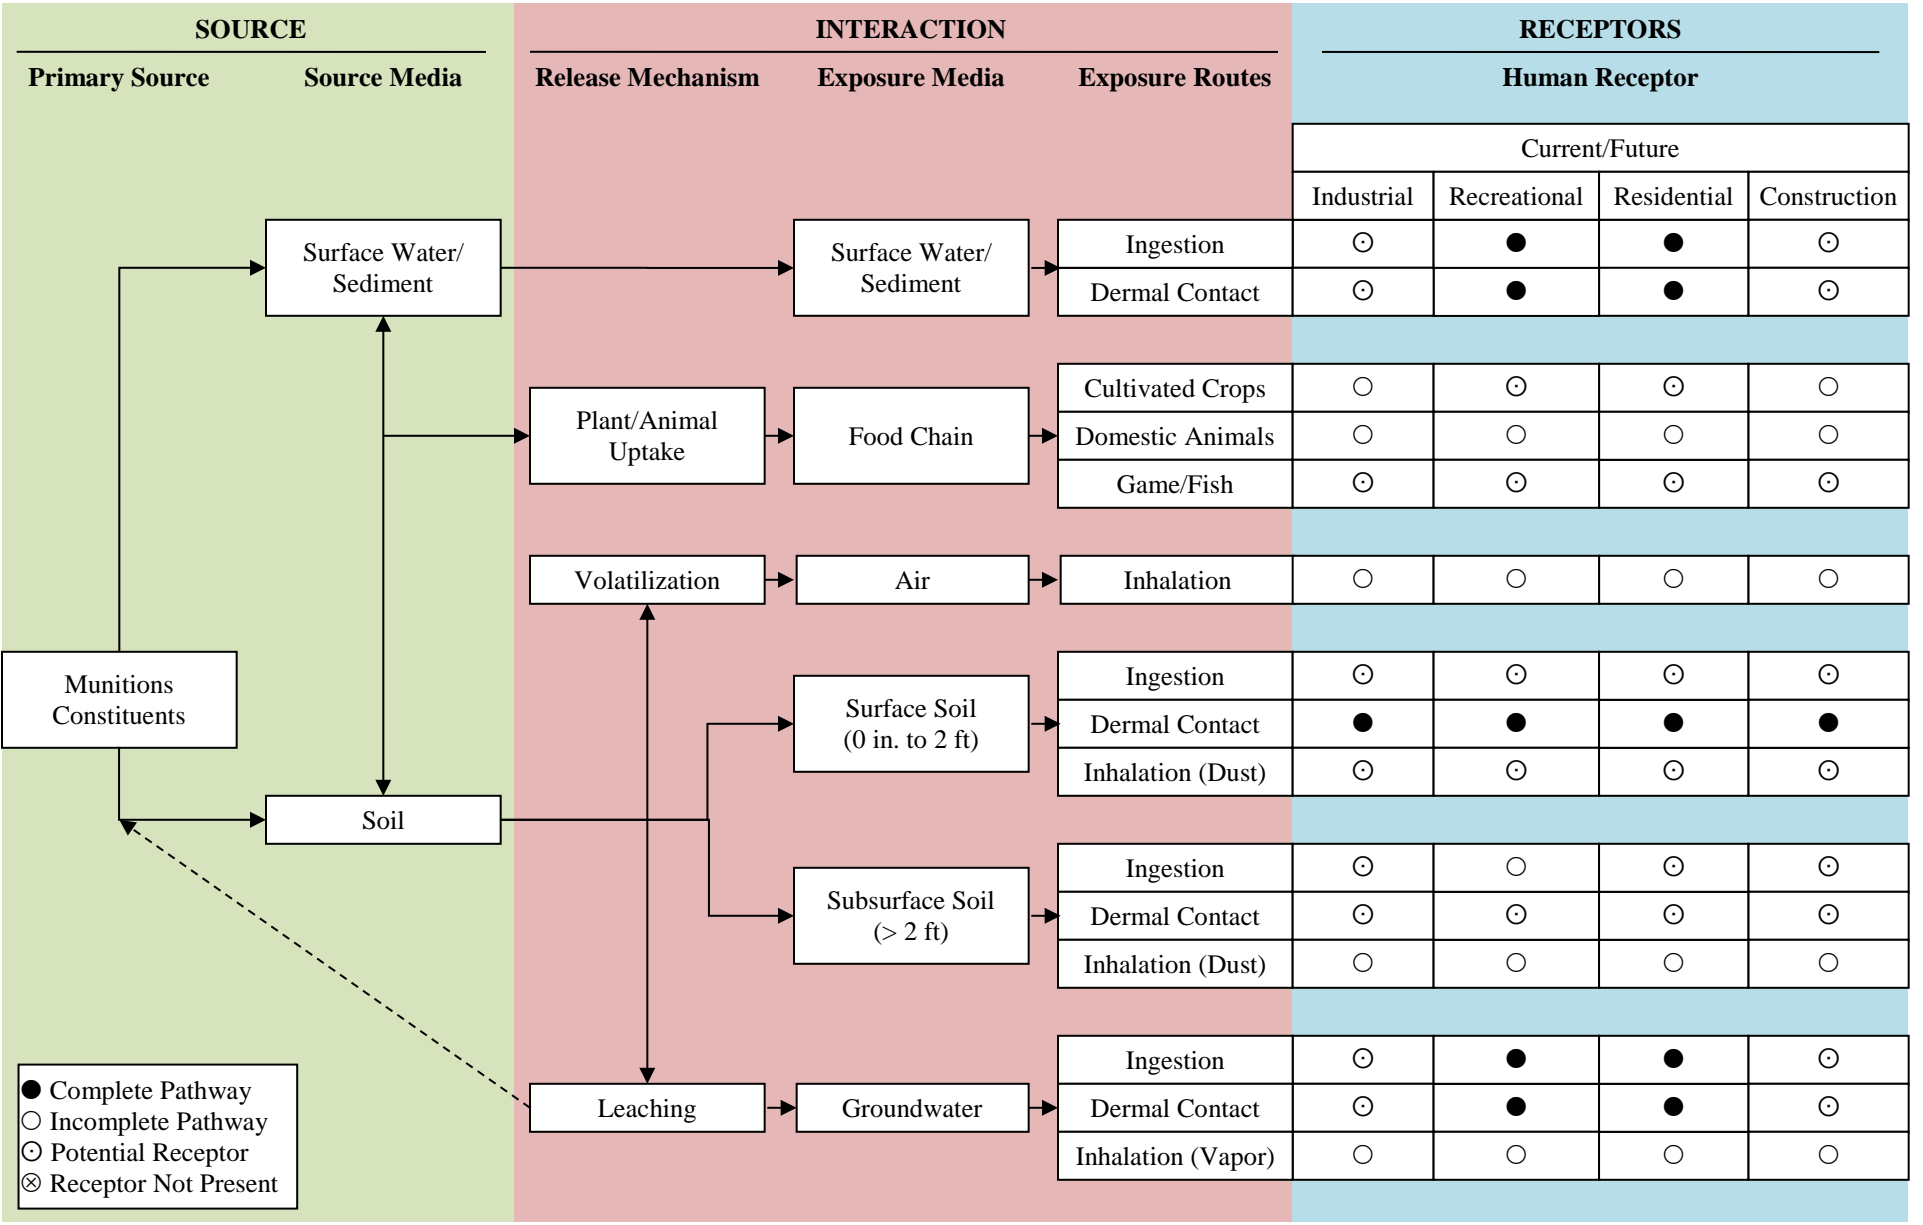 SOURCE
INTERACTION
RECEPTORS
Primary Source
Source Media
Release Mechanism
Exposure Media
Exposure Routes
Human Receptor
Current/Future
Industrial
Recreational
Residential
Construction
Surface Water/
Sediment
Surface Water/
Sediment
Ingestion
Dermal Contact
Plant/Animal
Uptake
Food Chain
Cultivated Crops
Domestic Animals
Game/Fish
Volatilization
Air
Inhalation
Munitions
Constituents
Soil
Surface Soil
(0 in. to 2 ft)
Ingestion
Dermal Contact
Inhalation (Dust)
Subsurface Soil
(> 2 ft)
Ingestion
Dermal Contact
Inhalation (Dust)
Leaching
Groundwater
Ingestion
Dermal Contact
Inhalation (Vapor)
Complete Pathway
Incomplete Pathway
Potential Receptor
Receptor Not Present